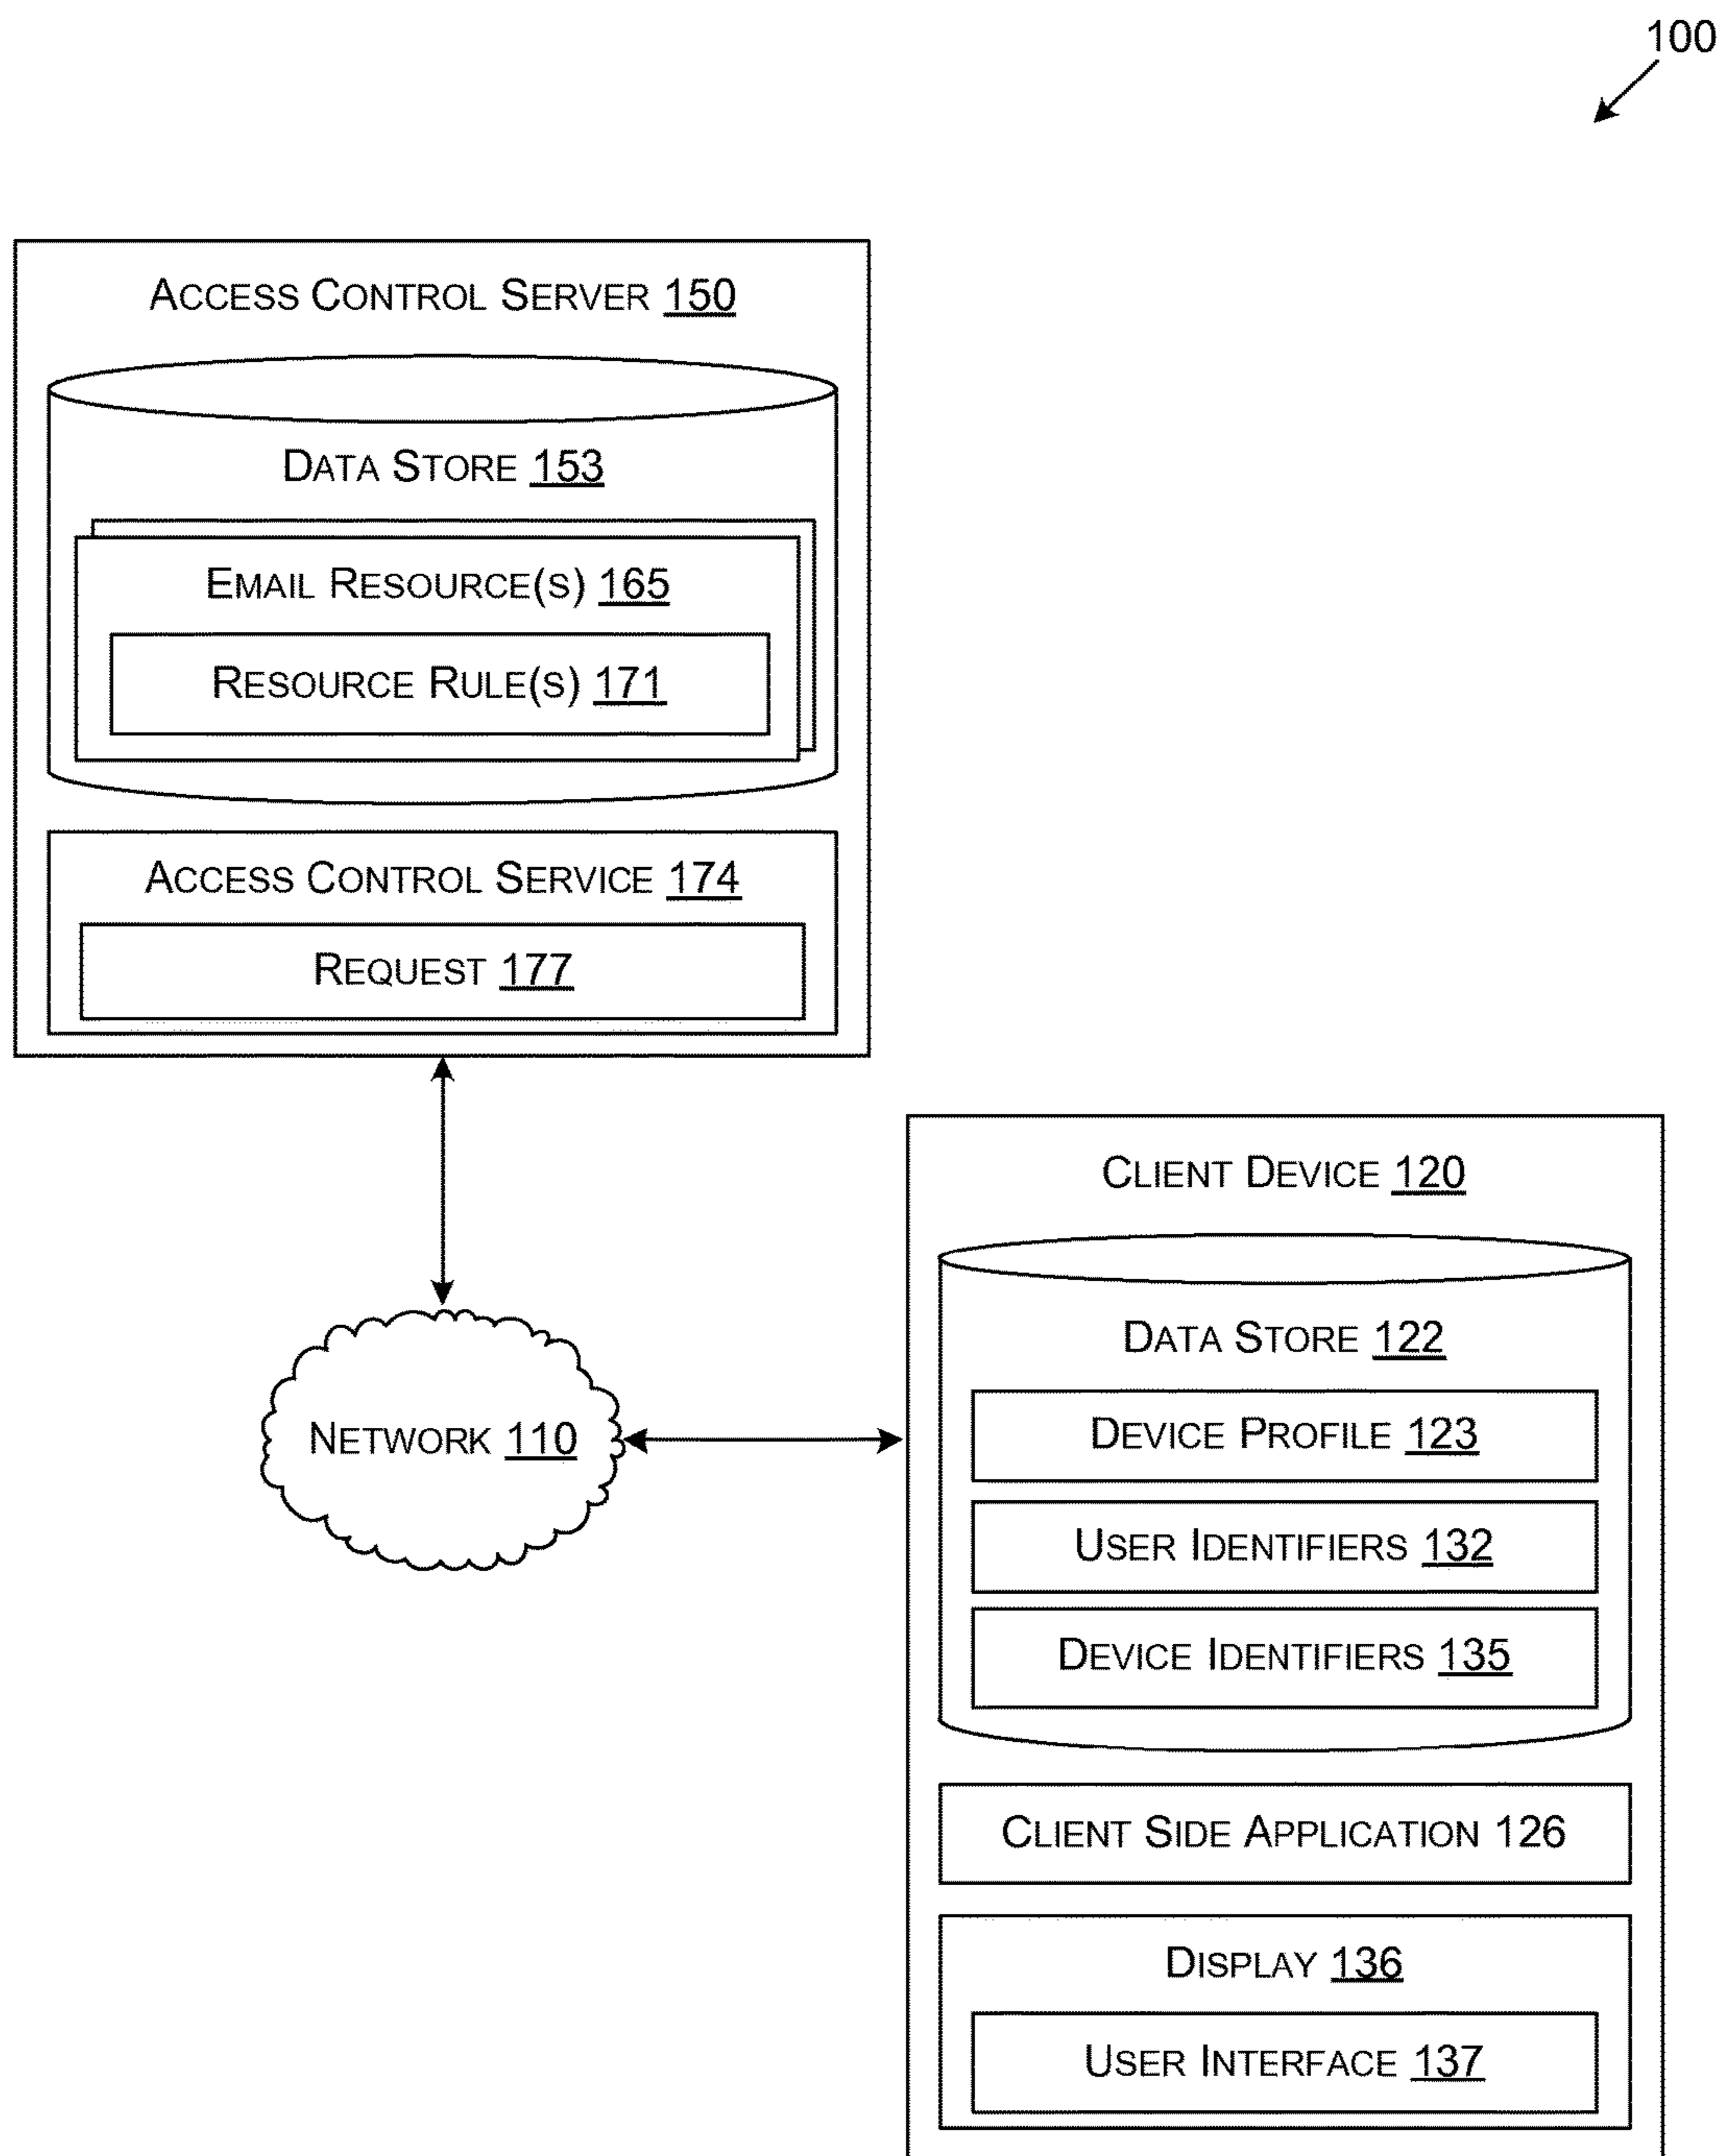 100
ACCESS CONTROL SERVER 150
DATA STORE 153
EMAIL RESOURCE(S) 165
RESOURCE RULE(S) 171
ACCESS CONTROL SERVICE 174
REQUEST 177
NETWORK 110
CLIENT DEVICE 120
DATA STORE 122
DEVICE PROFILE 123
USER IDENTIFIERS 132
DEVICE IDENTIFIERS 135
CLIENT SIDE APPLICATION 126
DISPLAY 136
USER INTERFACE 137